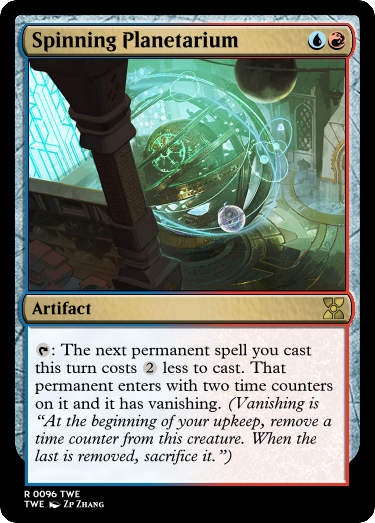 Spinning Planetarium
: The next permanent spell you cast
this turn costs 2 less to cast. That
permanent enters with two time counters
on it and it has vanishing. (Vanishing is
“At the beginning of your upkeep, remove a
time counter from this creature. When the
last is removed, sacrifice it.”)
Artifact
R 0096 TWE
TWE ZP ZHANG